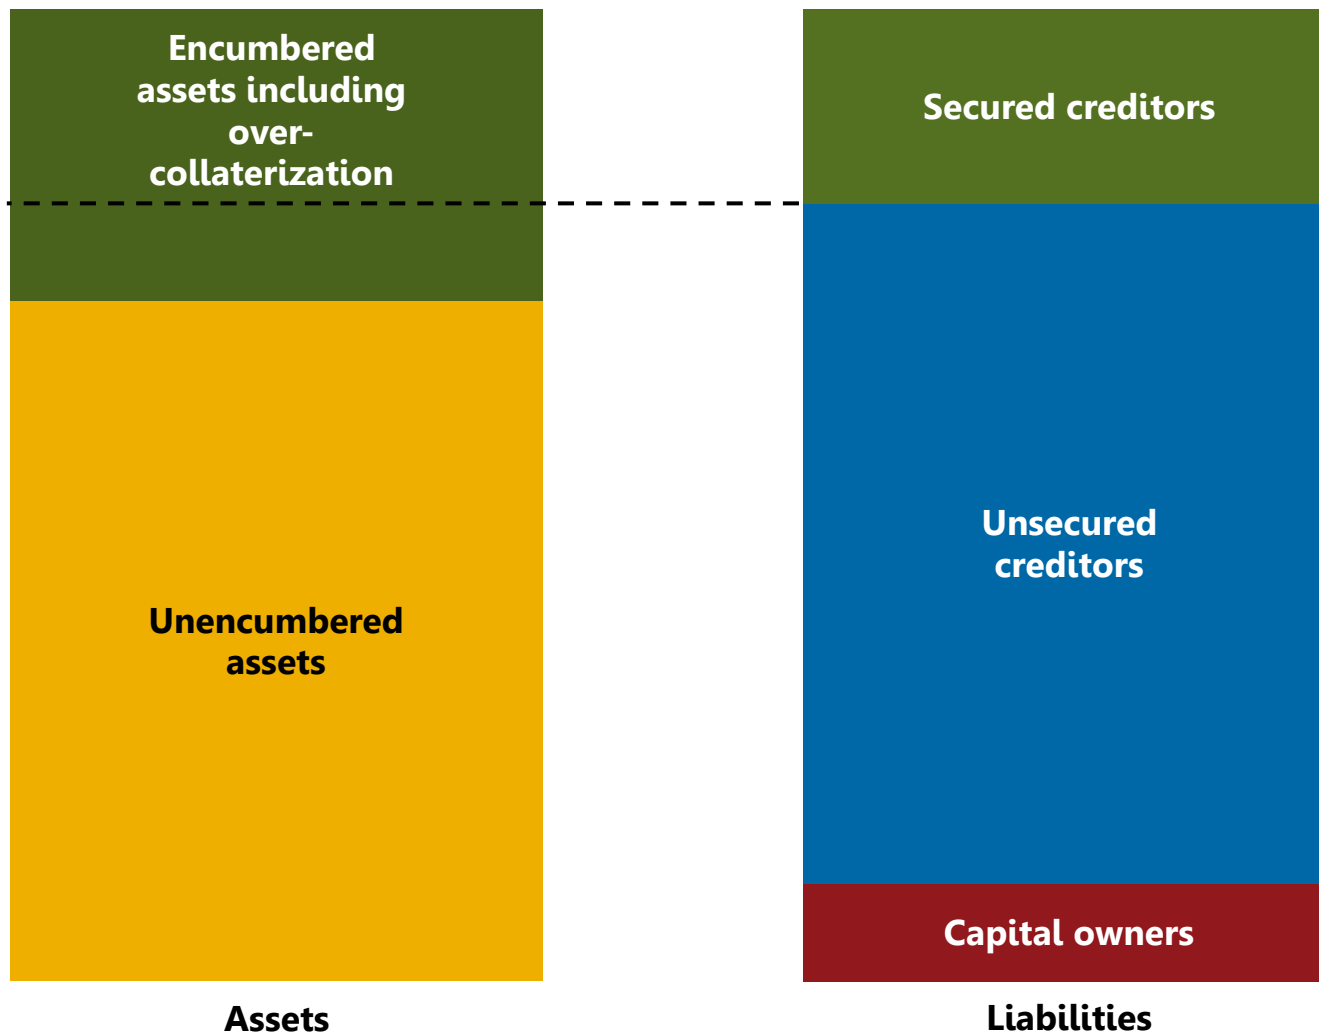 Encumbered
assets including
over-
collaterization
Secured creditors
Unsecured
creditors
Unencumbered
assets
Capital owners
Assets
Liabilities